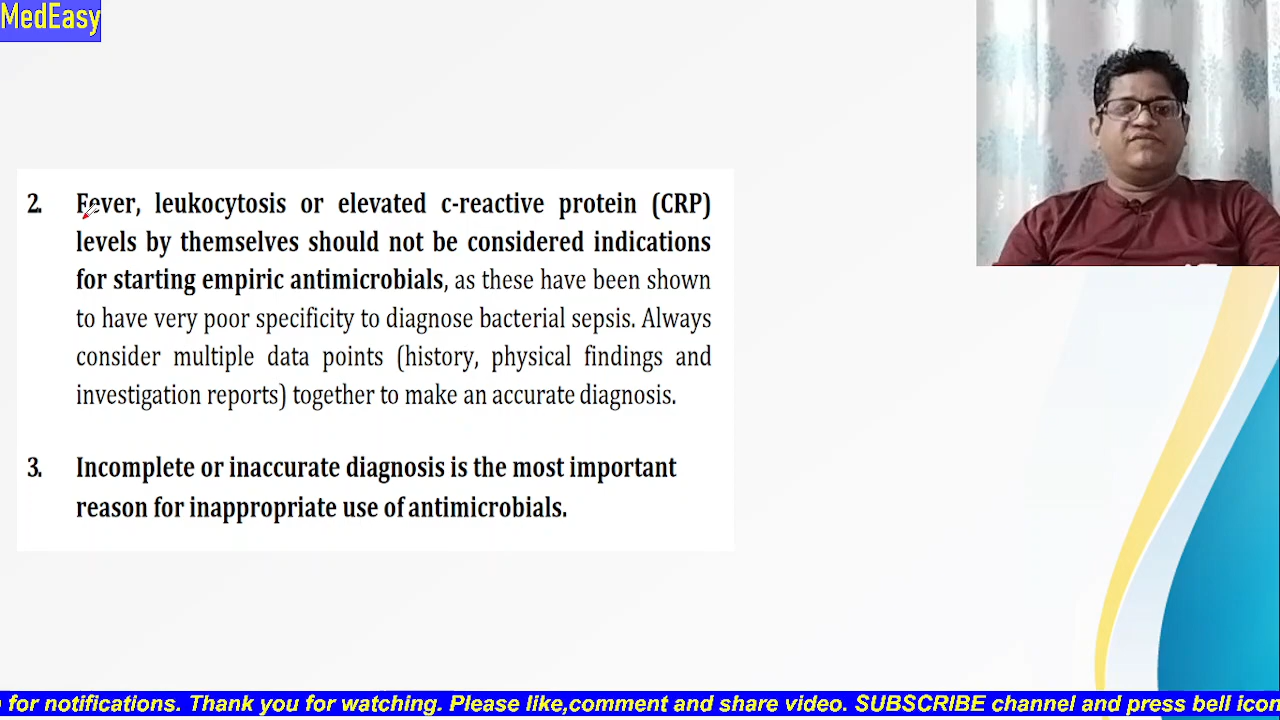 MedEasy
2. Fever, leukocytosis or elevated c-reactive protein (CRP)
levels by themselves should not be considered indications
for starting empiric antimicrobials, as these have been shown
to have very poor specificity to diagnose bacterial sepsis. Always
consider multiple data points (history, physical findings and
investigation reports) together to make an accurate diagnosis.
3. Incomplete or inaccurate diagnosis is the most important
reason for inappropriate use of antimicrobials.
for notifications. Thank you for watching. Please like,comment and share video. SUBSCRIBE channel and press bell icon